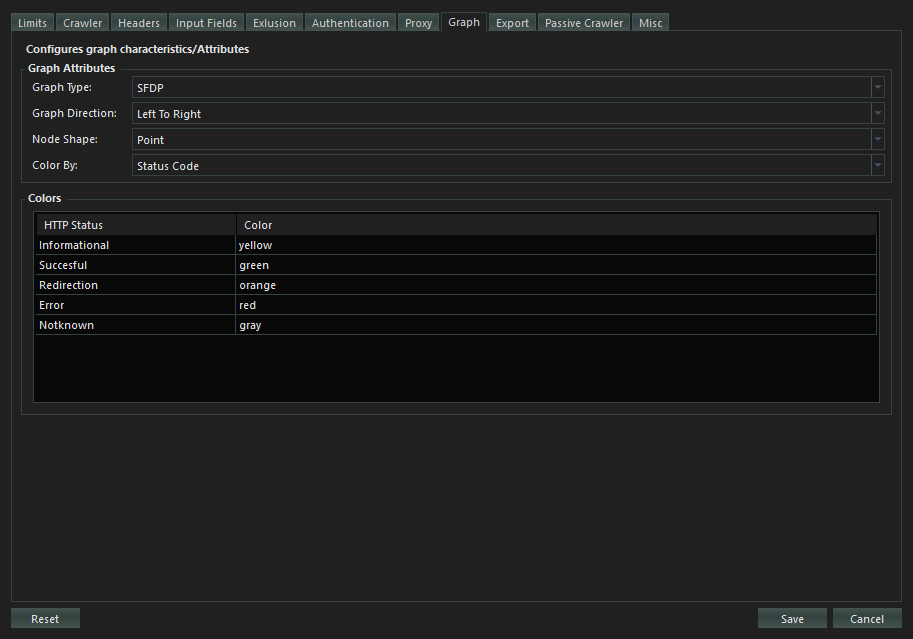 Limits Crawler Headers Input Fields Exlusion Authentication Proxy Graph Export Passive Crawler Misc
Configures graph characteristics/Attributes
Graph Attributes
Graph Type: SFDP
Graph Direction: Left To Right
Node Shape: Point
Color By: Status Code
Colors
HTTP Status Color
Informational yellow
Succesful green
Redirection orange
Error red
Notknown gray
Reset Save Cancel